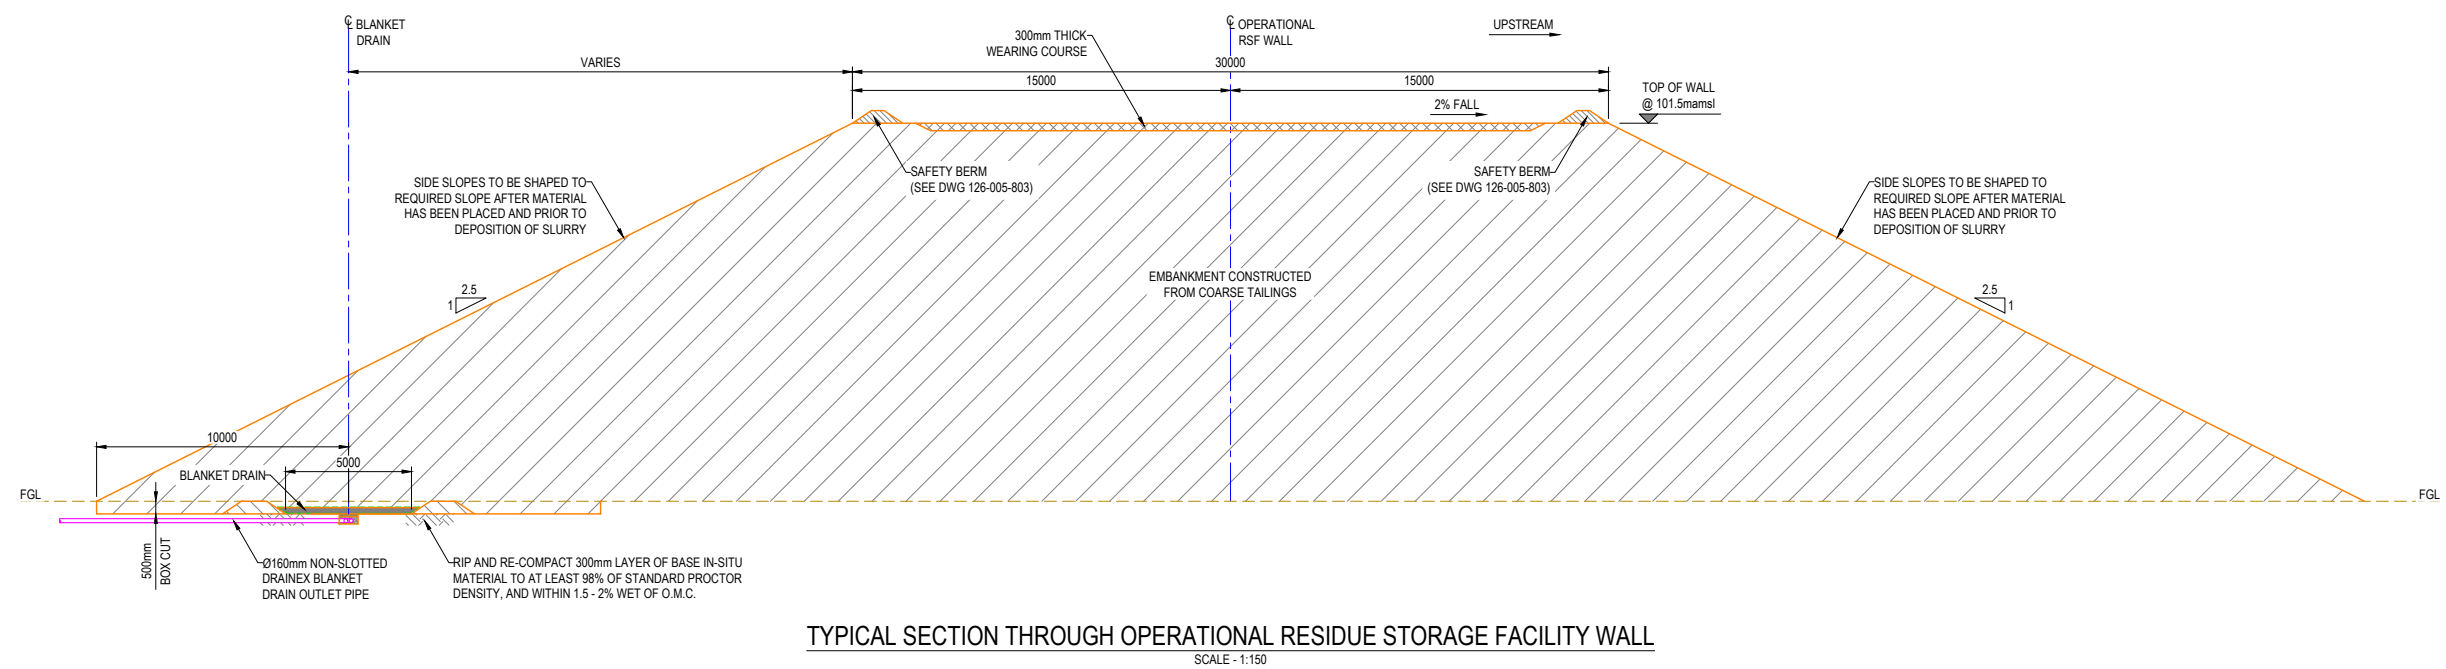 ℄ BLANKET
DRAIN
℄ OPERATIONAL
RSF WALL
UPSTREAM
300mm THICK
WEARING COURSE
VARIES
30000
15000
15000
TOP OF WALL
@ 101.5mamsl
2% FALL
SAFETY BERM
(SEE DWG 126-005-803)
SAFETY BERM
(SEE DWG 126-005-803)
SIDE SLOPES TO BE SHAPED TO
REQUIRED SLOPE AFTER MATERIAL
HAS BEEN PLACED AND PRIOR TO
DEPOSITION OF SLURRY
SIDE SLOPES TO BE SHAPED TO
REQUIRED SLOPE AFTER MATERIAL
HAS BEEN PLACED AND PRIOR TO
DEPOSITION OF SLURRY
EMBANKMENT CONSTRUCTED
FROM COARSE TAILINGS
2.5
1
2.5
1
10000
5000
BLANKET DRAIN
FGL
FGL
500mm
BOX CUT
Ø160mm NON-SLOTTED
DRAINEX BLANKET
DRAIN OUTLET PIPE
RIP AND RE-COMPACT 300mm LAYER OF BASE IN-SITU
MATERIAL TO AT LEAST 98% OF STANDARD PROCTOR
DENSITY, AND WITHIN 1.5 - 2% WET OF O.M.C.
TYPICAL SECTION THROUGH OPERATIONAL RESIDUE STORAGE FACILITY WALL
SCALE - 1:150